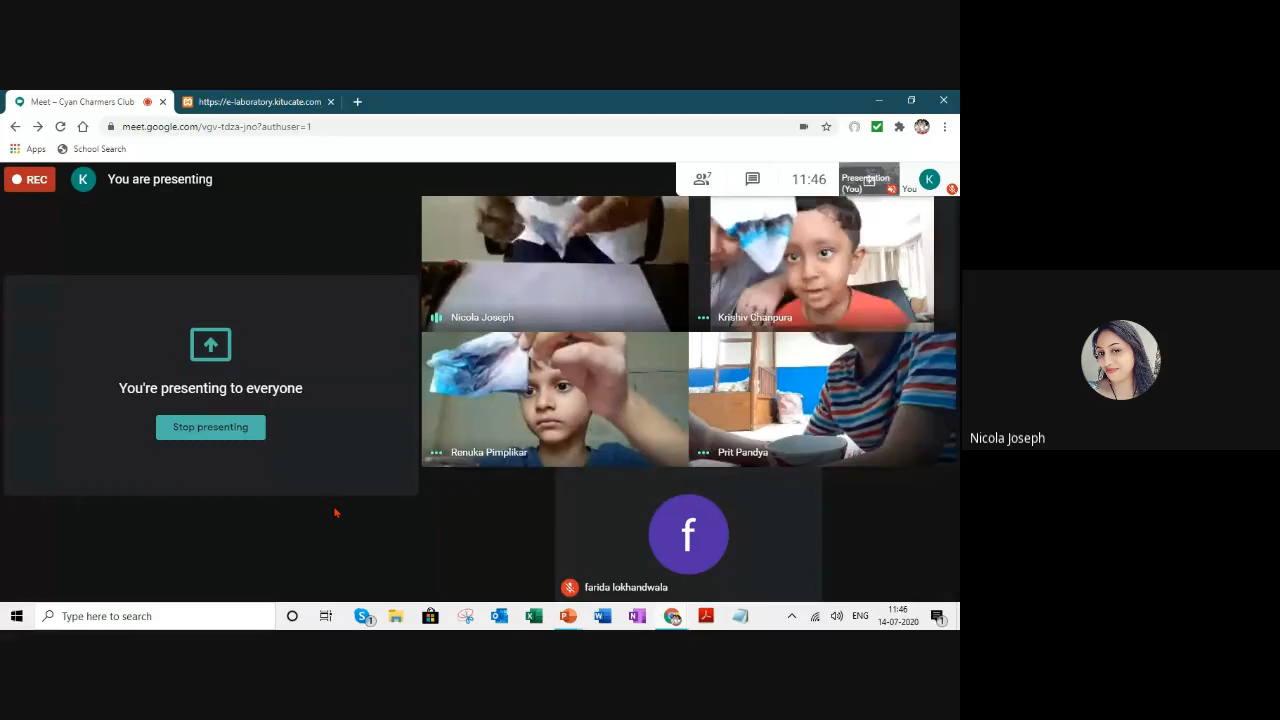 Meet – Cyan Charmers Club
https://e-laboratory.kitucate.com
meet.google.com/vgv-tdza-jno?authuser=1
Apps
School Search
REC
K
You are presenting
7
11:46
Presentation
(You)
You
K
Nicola Joseph
Krishiv Chanpura
You're presenting to everyone
Stop presenting
Renuka Pimplikar
Prit Pandya
Nicola Joseph
f
farida lokhandwala
Type here to search
ENG
11:46
14-07-2020